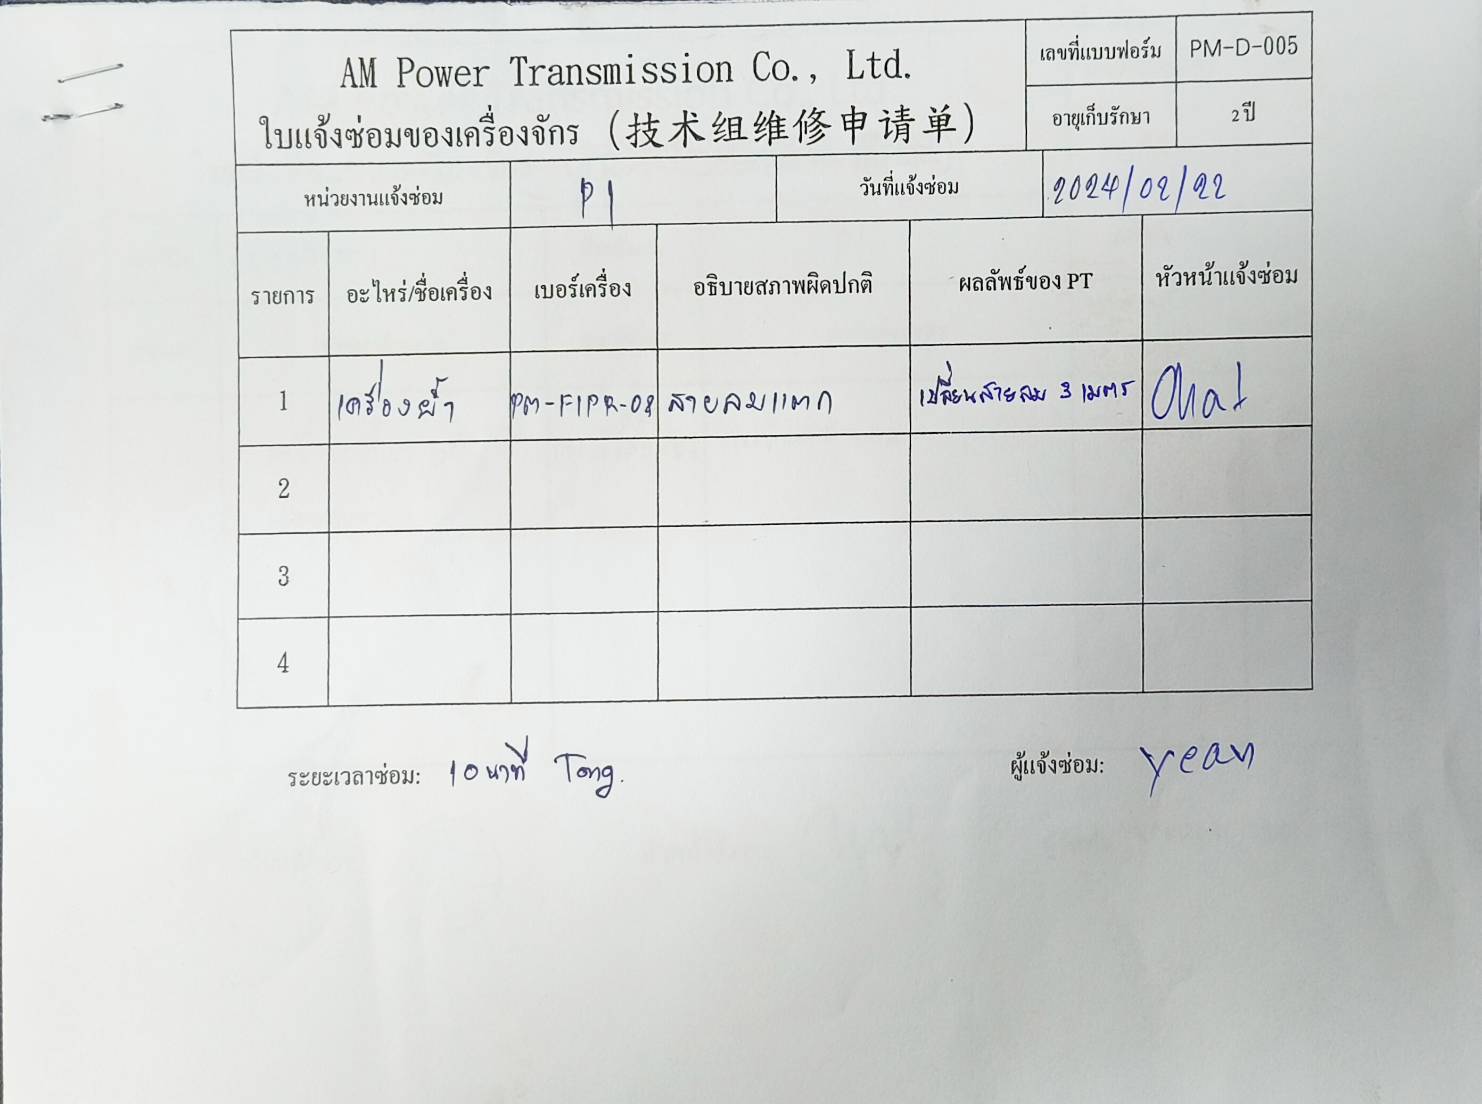 AM Power Transmission Co., Ltd.
ใบแจ้งซ่อมของเครื่องจักร (技术组维修申请单)
เลขที่แบบฟอร์ม PM-D-005
อายุเก็บรักษา 2 ปี
หน่วยงานแจ้งซ่อม P1 วันที่แจ้งซ่อม 2024/02/22
รายการ อะไหร่/ชื่อเครื่อง เบอร์เครื่อง อธิบายสภาพผิดปกติ ผลลัพธ์ของ PT หัวหน้าแจ้งซ่อม
1 เครื่องย้ำ PM-F1PR-08 สายลมแตก เปลี่ยนสายลม 3 เมตร
2
3
4
ระยะเวลาซ่อม: 10 นาที Tong. ผู้แจ้งซ่อม: yean